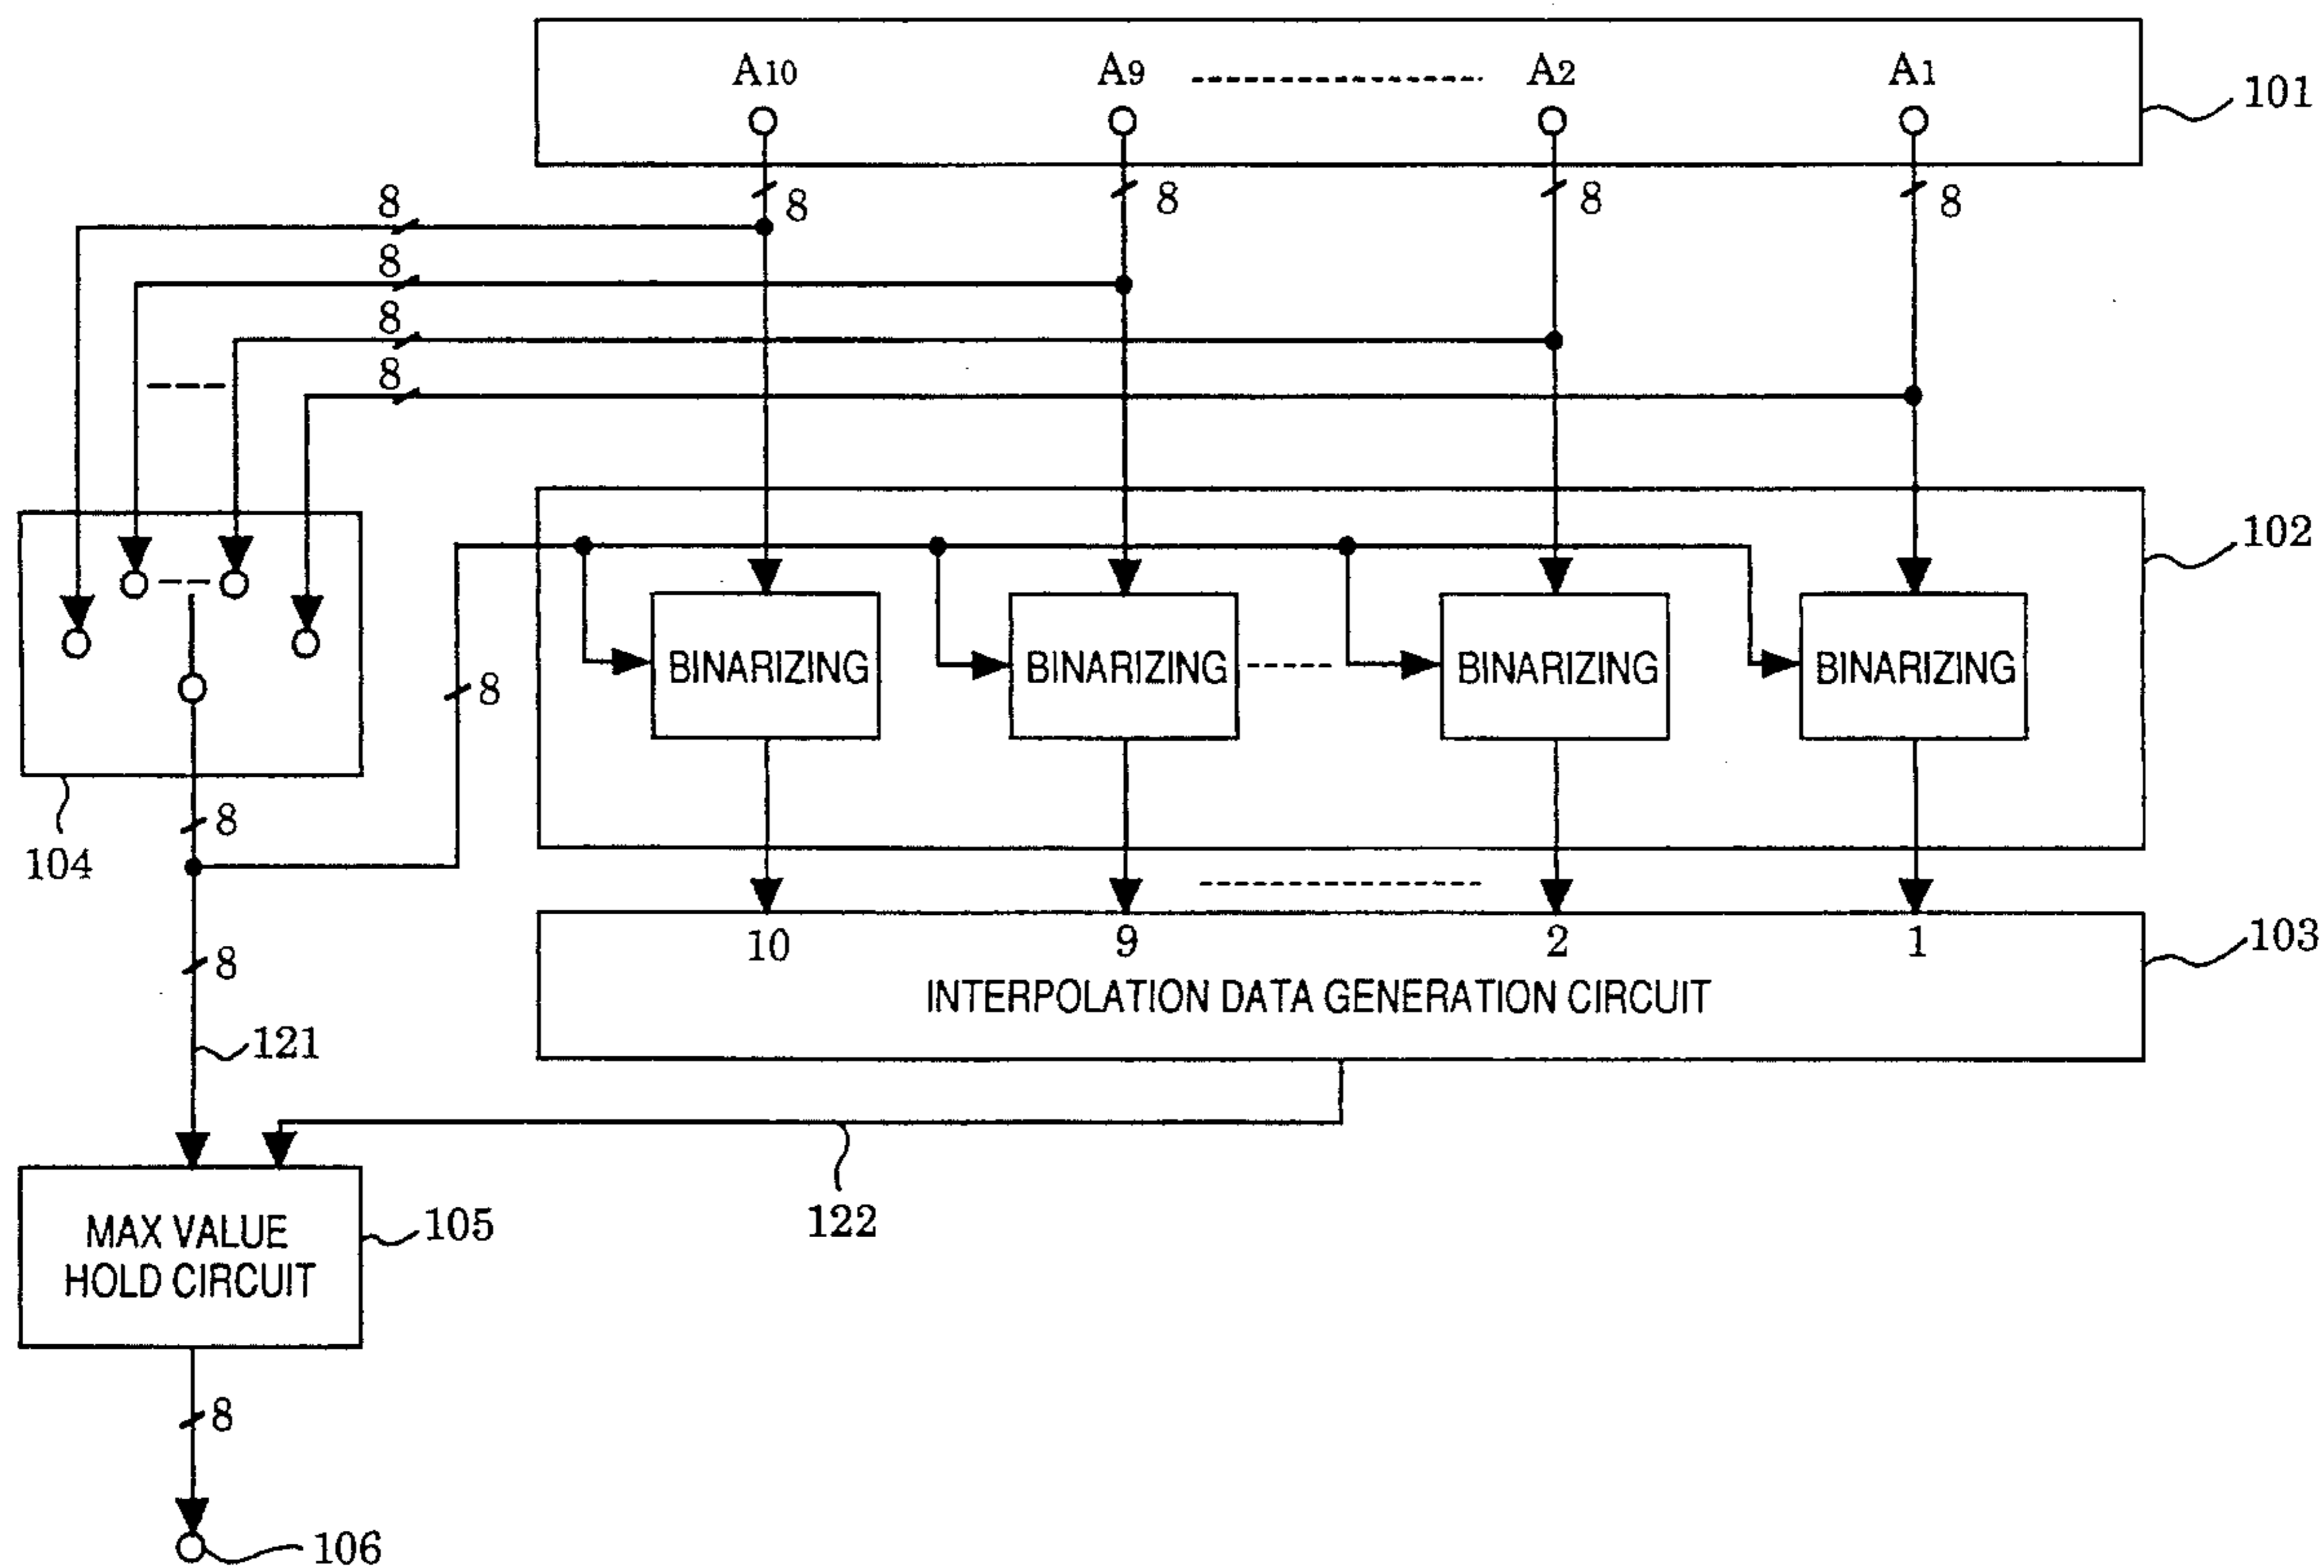 A10 A9 A2 A1
101
8 8 8 8
8
8
8
8
102
BINARIZING BINARIZING BINARIZING BINARIZING
8
8
104
10 9 2 1
103
INTERPOLATION DATA GENERATION CIRCUIT
8
121
122
MAX VALUE
HOLD CIRCUIT
105
8
106